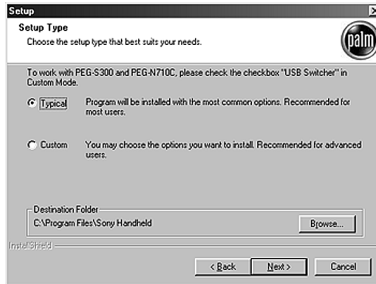 Setup
Setup Type
Choose the setup type that best suits your needs.
palm
To work with PEG-S300 and PEG-N710C, please check the checkbox "USB Switcher" in
Custom Mode.
Typical
Program will be installed with the most common options. Recommended for
most users.
Custom
You may choose the options you want to install. Recommended for advanced
users.
Destination Folder
C:\Program Files\Sony Handheld
Browse...
InstallShield
< Back
Next >
Cancel